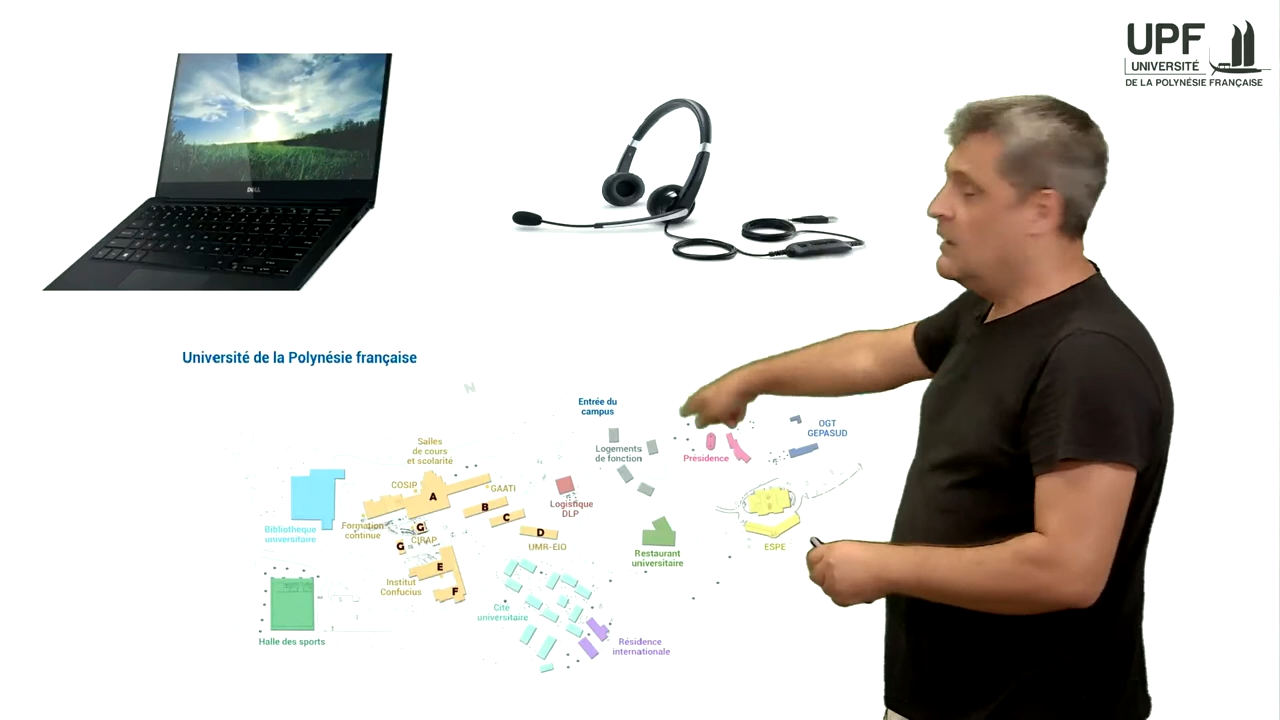 UPF
UNIVERSITÉ
DE LA POLYNÉSIE FRANÇAISE
DELL
Université de la Polynésie française
N
Entrée du
campus
OGT
GEPASUD
Salles
de cours
et scolarité
Logements
de fonction
Présidence
COSIP
A
GAATI
Logistique
DLP
B
C
Bibliothèque
universitaire
Formation
continue
G
CIRAP
D
G
UMR-EIO
Restaurant
universitaire
ESPE
E
Institut
Confucius
F
Cité
universitaire
Halle des sports
Résidence
internationale